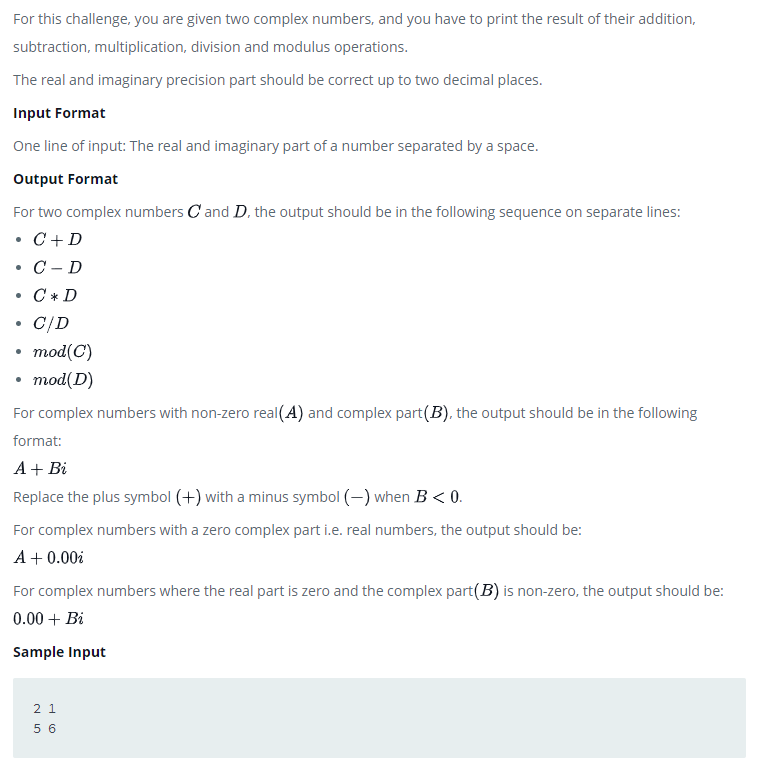 For this challenge, you are given two complex numbers, and you have to print the result of their addition,
subtraction, multiplication, division and modulus operations.
The real and imaginary precision part should be correct up to two decimal places.
Input Format
One line of input: The real and imaginary part of a number separated by a space.
Output Format
For two complex numbers C and D, the output should be in the following sequence on separate lines:
• C + D
• C − D
• C * D
• C/D
• mod(C)
• mod(D)
For complex numbers with non-zero real(A) and complex part(B), the output should be in the following
format:
A + Bi
Replace the plus symbol (+) with a minus symbol (−) when B < 0.
For complex numbers with a zero complex part i.e. real numbers, the output should be:
A + 0.00i
For complex numbers where the real part is zero and the complex part(B) is non-zero, the output should be:
0.00 + Bi
Sample Input
2 1
5 6